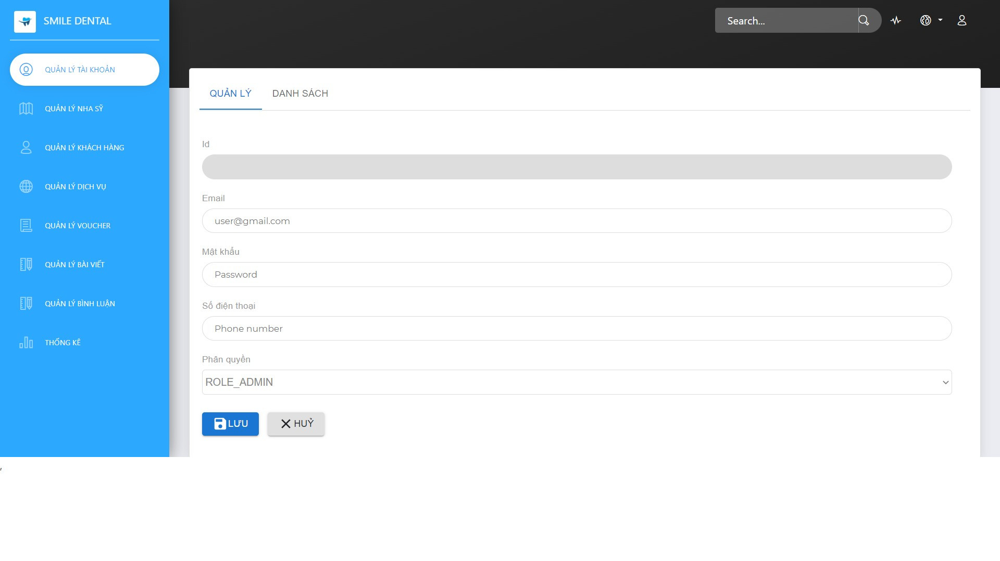 SMILE DENTAL
Search...
QUẢN LÝ TÀI KHOẢN
QUẢN LÝ NHA SỸ
QUẢN LÝ KHÁCH HÀNG
QUẢN LÝ DỊCH VỤ
QUẢN LÝ VOUCHER
QUẢN LÝ BÀI VIẾT
QUẢN LÝ BÌNH LUẬN
THỐNG KÊ
QUẢN LÝ DANH SÁCH
Id
Email
user@gmail.com
Mật khẩu
Password
Số điện thoại
Phone number
Phân quyền
ROLE_ADMIN
LƯU HUỶ
,